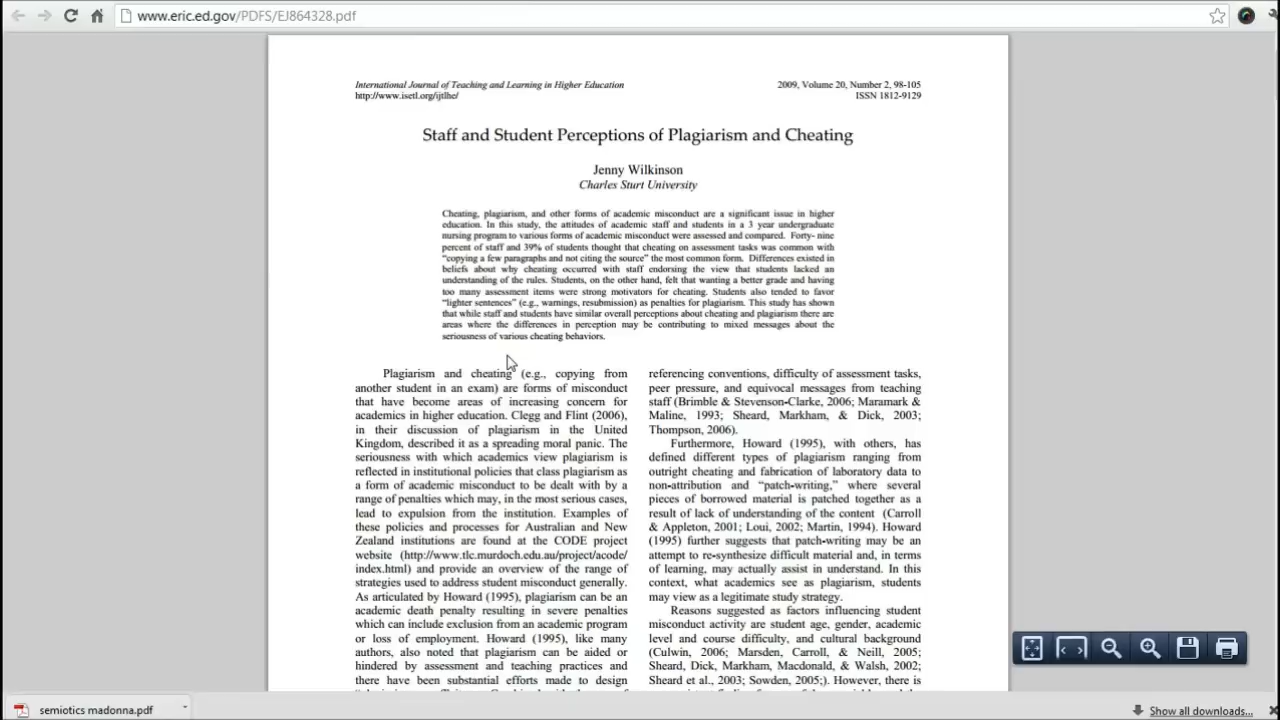 www.eric.ed.gov/PDFS/EJ864328.pdf
International Journal of Teaching and Learning in Higher Education
2009, Volume 20, Number 2, 98-105
http://www.isetl.org/ijtlhe/
ISSN 1812-9129
Staff and Student Perceptions of Plagiarism and Cheating
Jenny Wilkinson
Charles Sturt University
Cheating, plagiarism, and other forms of academic misconduct are a significant issue in higher
education. In this study, the attitudes of academic staff and students in a 3 year undergraduate
nursing program to various forms of academic misconduct were assessed and compared. Forty- nine
percent of staff and 39% of students thought that cheating on assessment tasks was common with
“copying a few paragraphs and not citing the source” the most common form. Differences existed in
beliefs about why cheating occurred with staff endorsing the view that students lacked an
understanding of the rules. Students, on the other hand, felt that wanting a better grade and having
too many assessment items were strong motivators for cheating. Students also tended to favor
“lighter sentences” (e.g., warnings, resubmission) as penalties for plagiarism. This study has shown
that while staff and students have similar overall perceptions about cheating and plagiarism there are
areas where the differences in perception may be contributing to mixed messages about the
seriousness of various cheating behaviors.
Plagiarism and cheating (e.g., copying from
another student in an exam) are forms of misconduct
that have become areas of increasing concern for
academics in higher education. Clegg and Flint (2006),
in their discussion of plagiarism in the United
Kingdom, described it as a spreading moral panic. The
seriousness with which academics view plagiarism is
reflected in institutional policies that class plagiarism as
a form of academic misconduct to be dealt with by a
range of penalties which may, in the most serious cases,
lead to expulsion from the institution. Examples of
these policies and processes for Australian and New
Zealand institutions are found at the CODE project
website (http://www.tlc.murdoch.edu.au/project/acode/
index.html) and provide an overview of the range of
strategies used to address student misconduct generally.
As articulated by Howard (1995), plagiarism can be an
academic death penalty resulting in severe penalties
which can include exclusion from an academic program
or loss of employment. Howard (1995), like many
authors, also noted that plagiarism can be aided or
hindered by assessment and teaching practices and
there have been substantial efforts made to design
referencing conventions, difficulty of assessment tasks,
peer pressure, and equivocal messages from teaching
staff (Brimble & Stevenson-Clarke, 2006; Maramark &
Maline, 1993; Sheard, Markham, & Dick, 2003;
Thompson, 2006).
Furthermore, Howard (1995), with others, has
defined different types of plagiarism ranging from
outright cheating and fabrication of laboratory data to
non-attribution and “patch-writing,” where several
pieces of borrowed material is patched together as a
result of lack of understanding of the content (Carroll
& Appleton, 2001; Loui, 2002; Martin, 1994). Howard
(1995) further suggests that patch-writing may be an
attempt to re-synthesize difficult material and, in terms
of learning, may actually assist in understand. In this
context, what academics see as plagiarism, students
may view as a legitimate study strategy.
Reasons suggested as factors influencing student
misconduct activity are student age, gender, academic
level and course difficulty, and cultural background
(Culwin, 2006; Marsden, Carroll, & Neill, 2005;
Sheard, Dick, Markham, Macdonald, & Walsh, 2002;
Sheard et al., 2003; Sowden, 2005;). However, there is
semiotics madonna.pdf
Show all downloads...